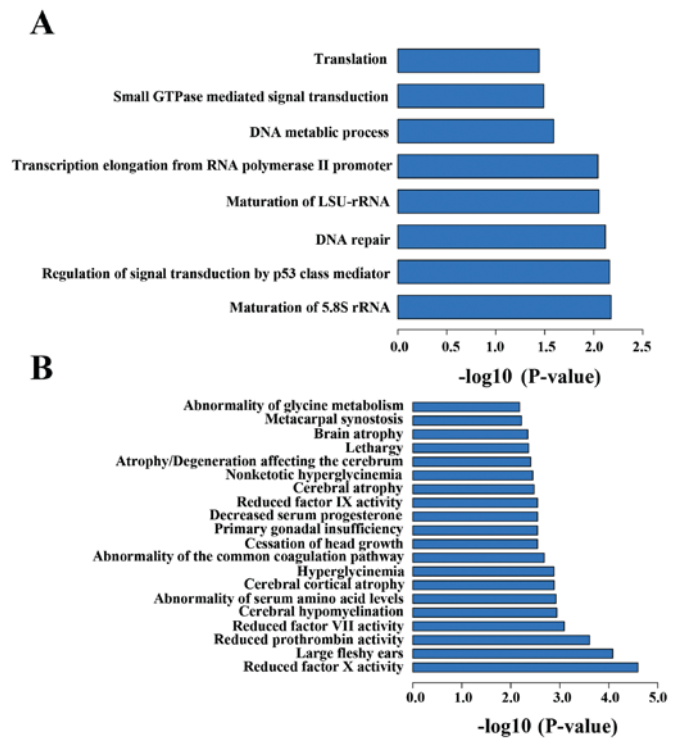 A
Translation
Small GTPase mediated signal transduction
DNA metablic process
Transcription elongation from RNA polymerase II promoter
Maturation of LSU-rRNA
DNA repair
Regulation of signal transduction by p53 class mediator
Maturation of 5.8S rRNA
0.0 0.5 1.0 1.5 2.0 2.5
-log10 (P-value)
B
Abnormality of glycine metabolism
Metacarpal synostosis
Brain atrophy
Lethargy
Atrophy/Degeneration affecting the cerebrum
Nonketotic hyperglycinemia
Cerebral atrophy
Reduced factor IX activity
Decreased serum progesterone
Primary gonadal insufficiency
Cessation of head growth
Abnormality of the common coagulation pathway
Hyperglycinemia
Cerebral cortical atrophy
Abnormality of serum amino acid levels
Cerebral hypomyelination
Reduced factor VII activity
Reduced prothrombin activity
Large fleshy ears
Reduced factor X activity
0.0 1.0 2.0 3.0 4.0 5.0
-log10 (P-value)